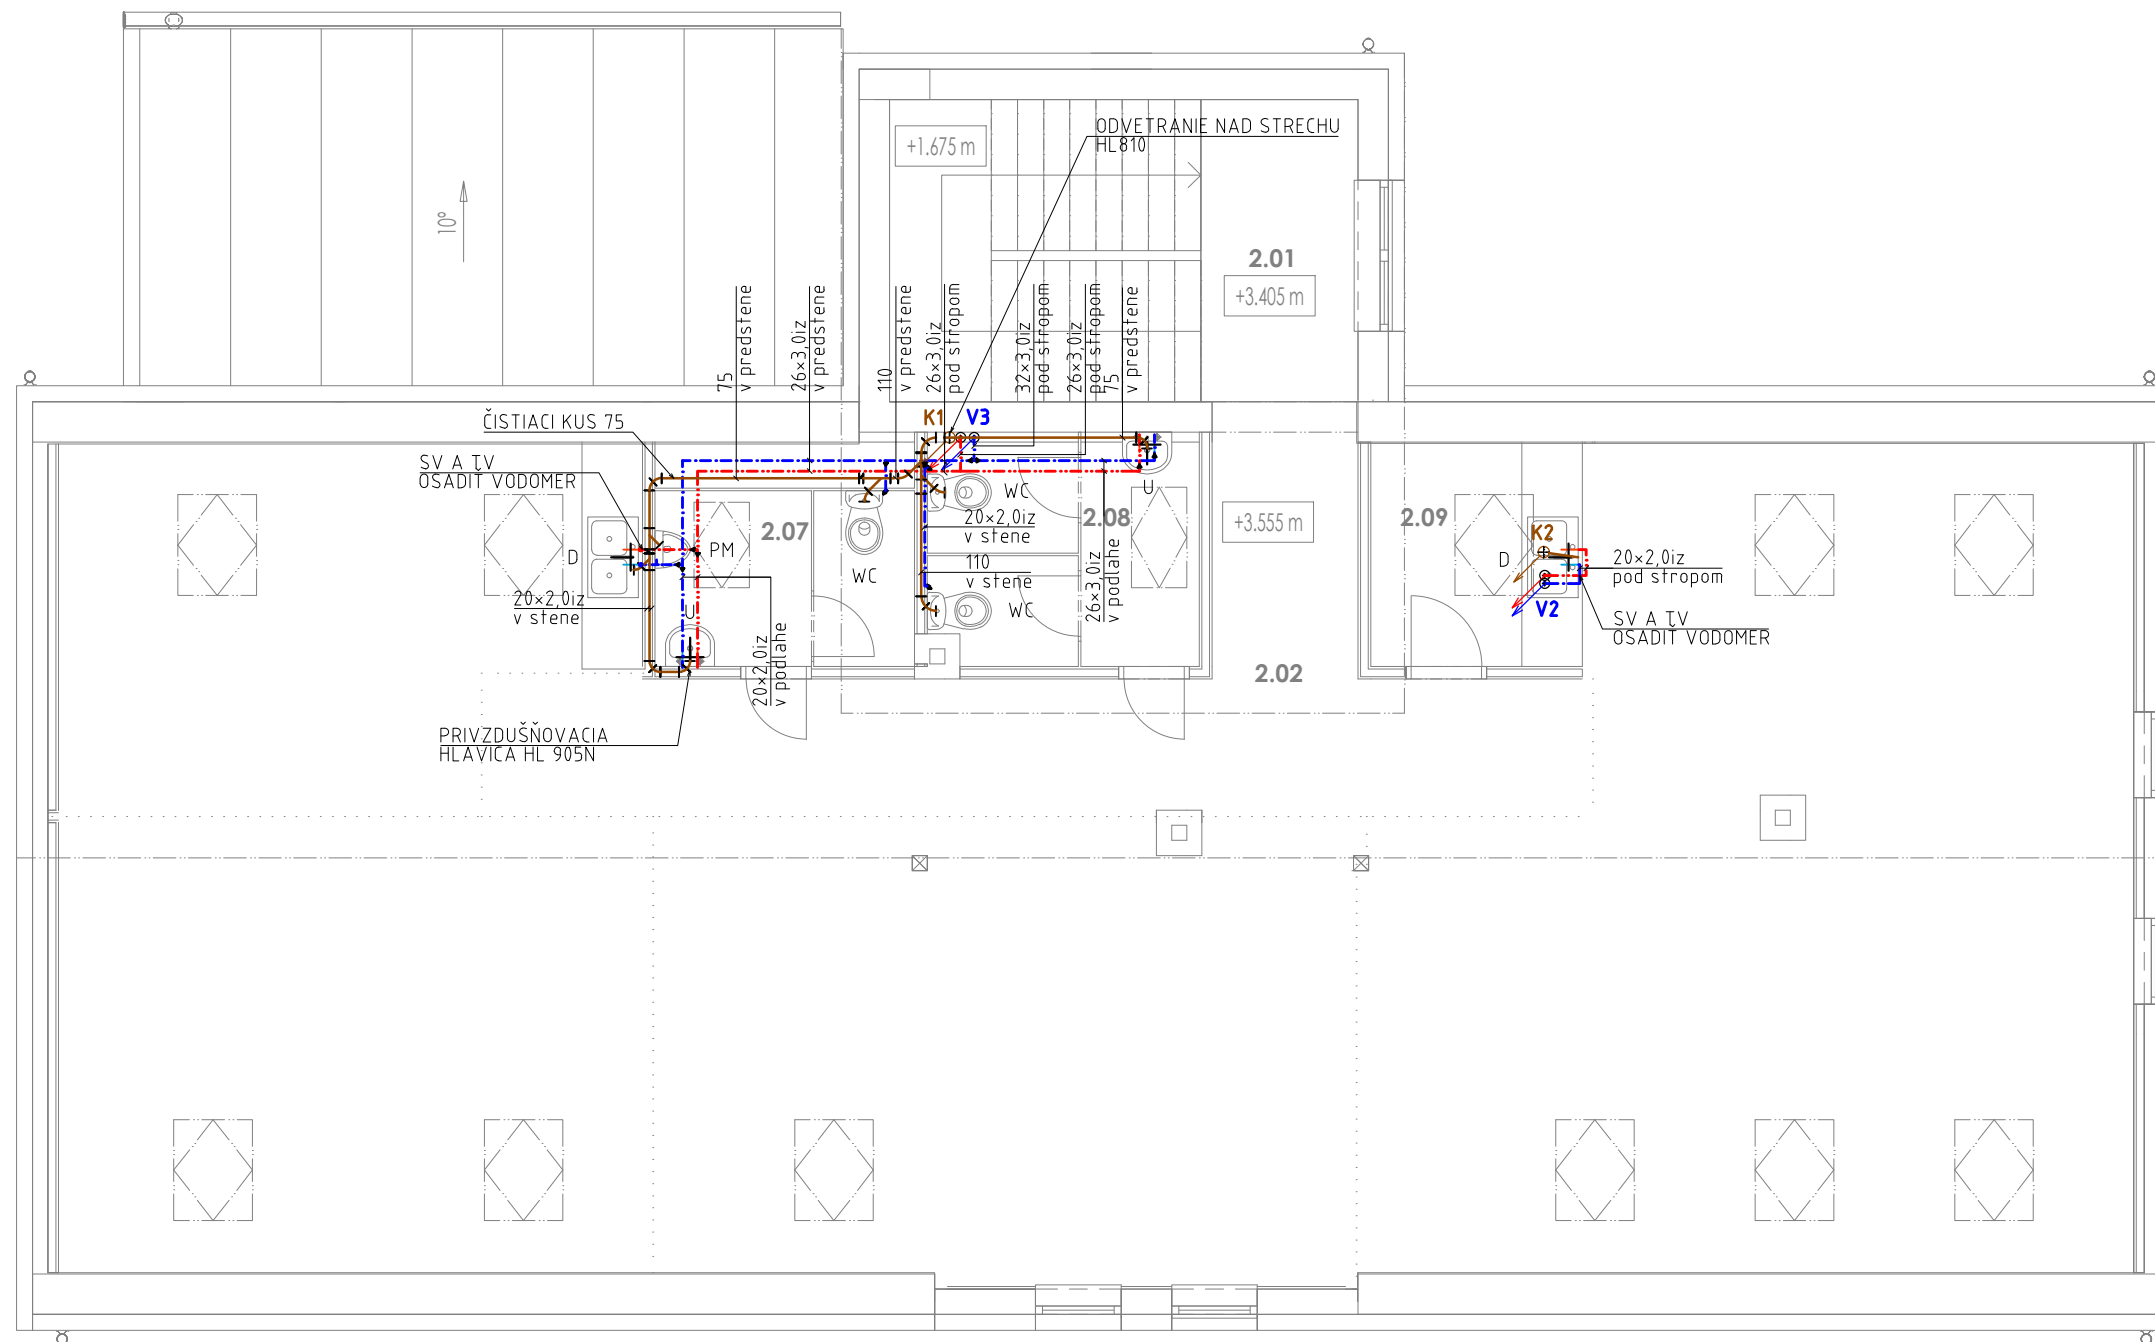 ODVETRANIE NAD STRECHU
HL810
+1.675 m
10°
2.01
+3.405 m
75
v predstene
26×3,0iz
v predstene
110
v predstene
26×3,0iz
pod stropom
32×3,0iz
pod stropom
26×3,0iz
pod stropom
75
v predstene
ČISTIACI KUS 75
K1
V3
SV A TV
OSADIŤ VODOMER
WC
U
2.07
2.08
20×2,0iz
v stene
+3.555 m
2.09
K2
PM
D
D
WC
110
v stene
20×2,0iz
pod stropom
20×2,0iz
v stene
U
WC
26×3,0iz
v podlahe
V2
SV A TV
OSADIŤ VODOMER
20×2,0iz
v podlahe
2.02
PRIVZDUŠŇOVACIA
HLAVICA HL 905N